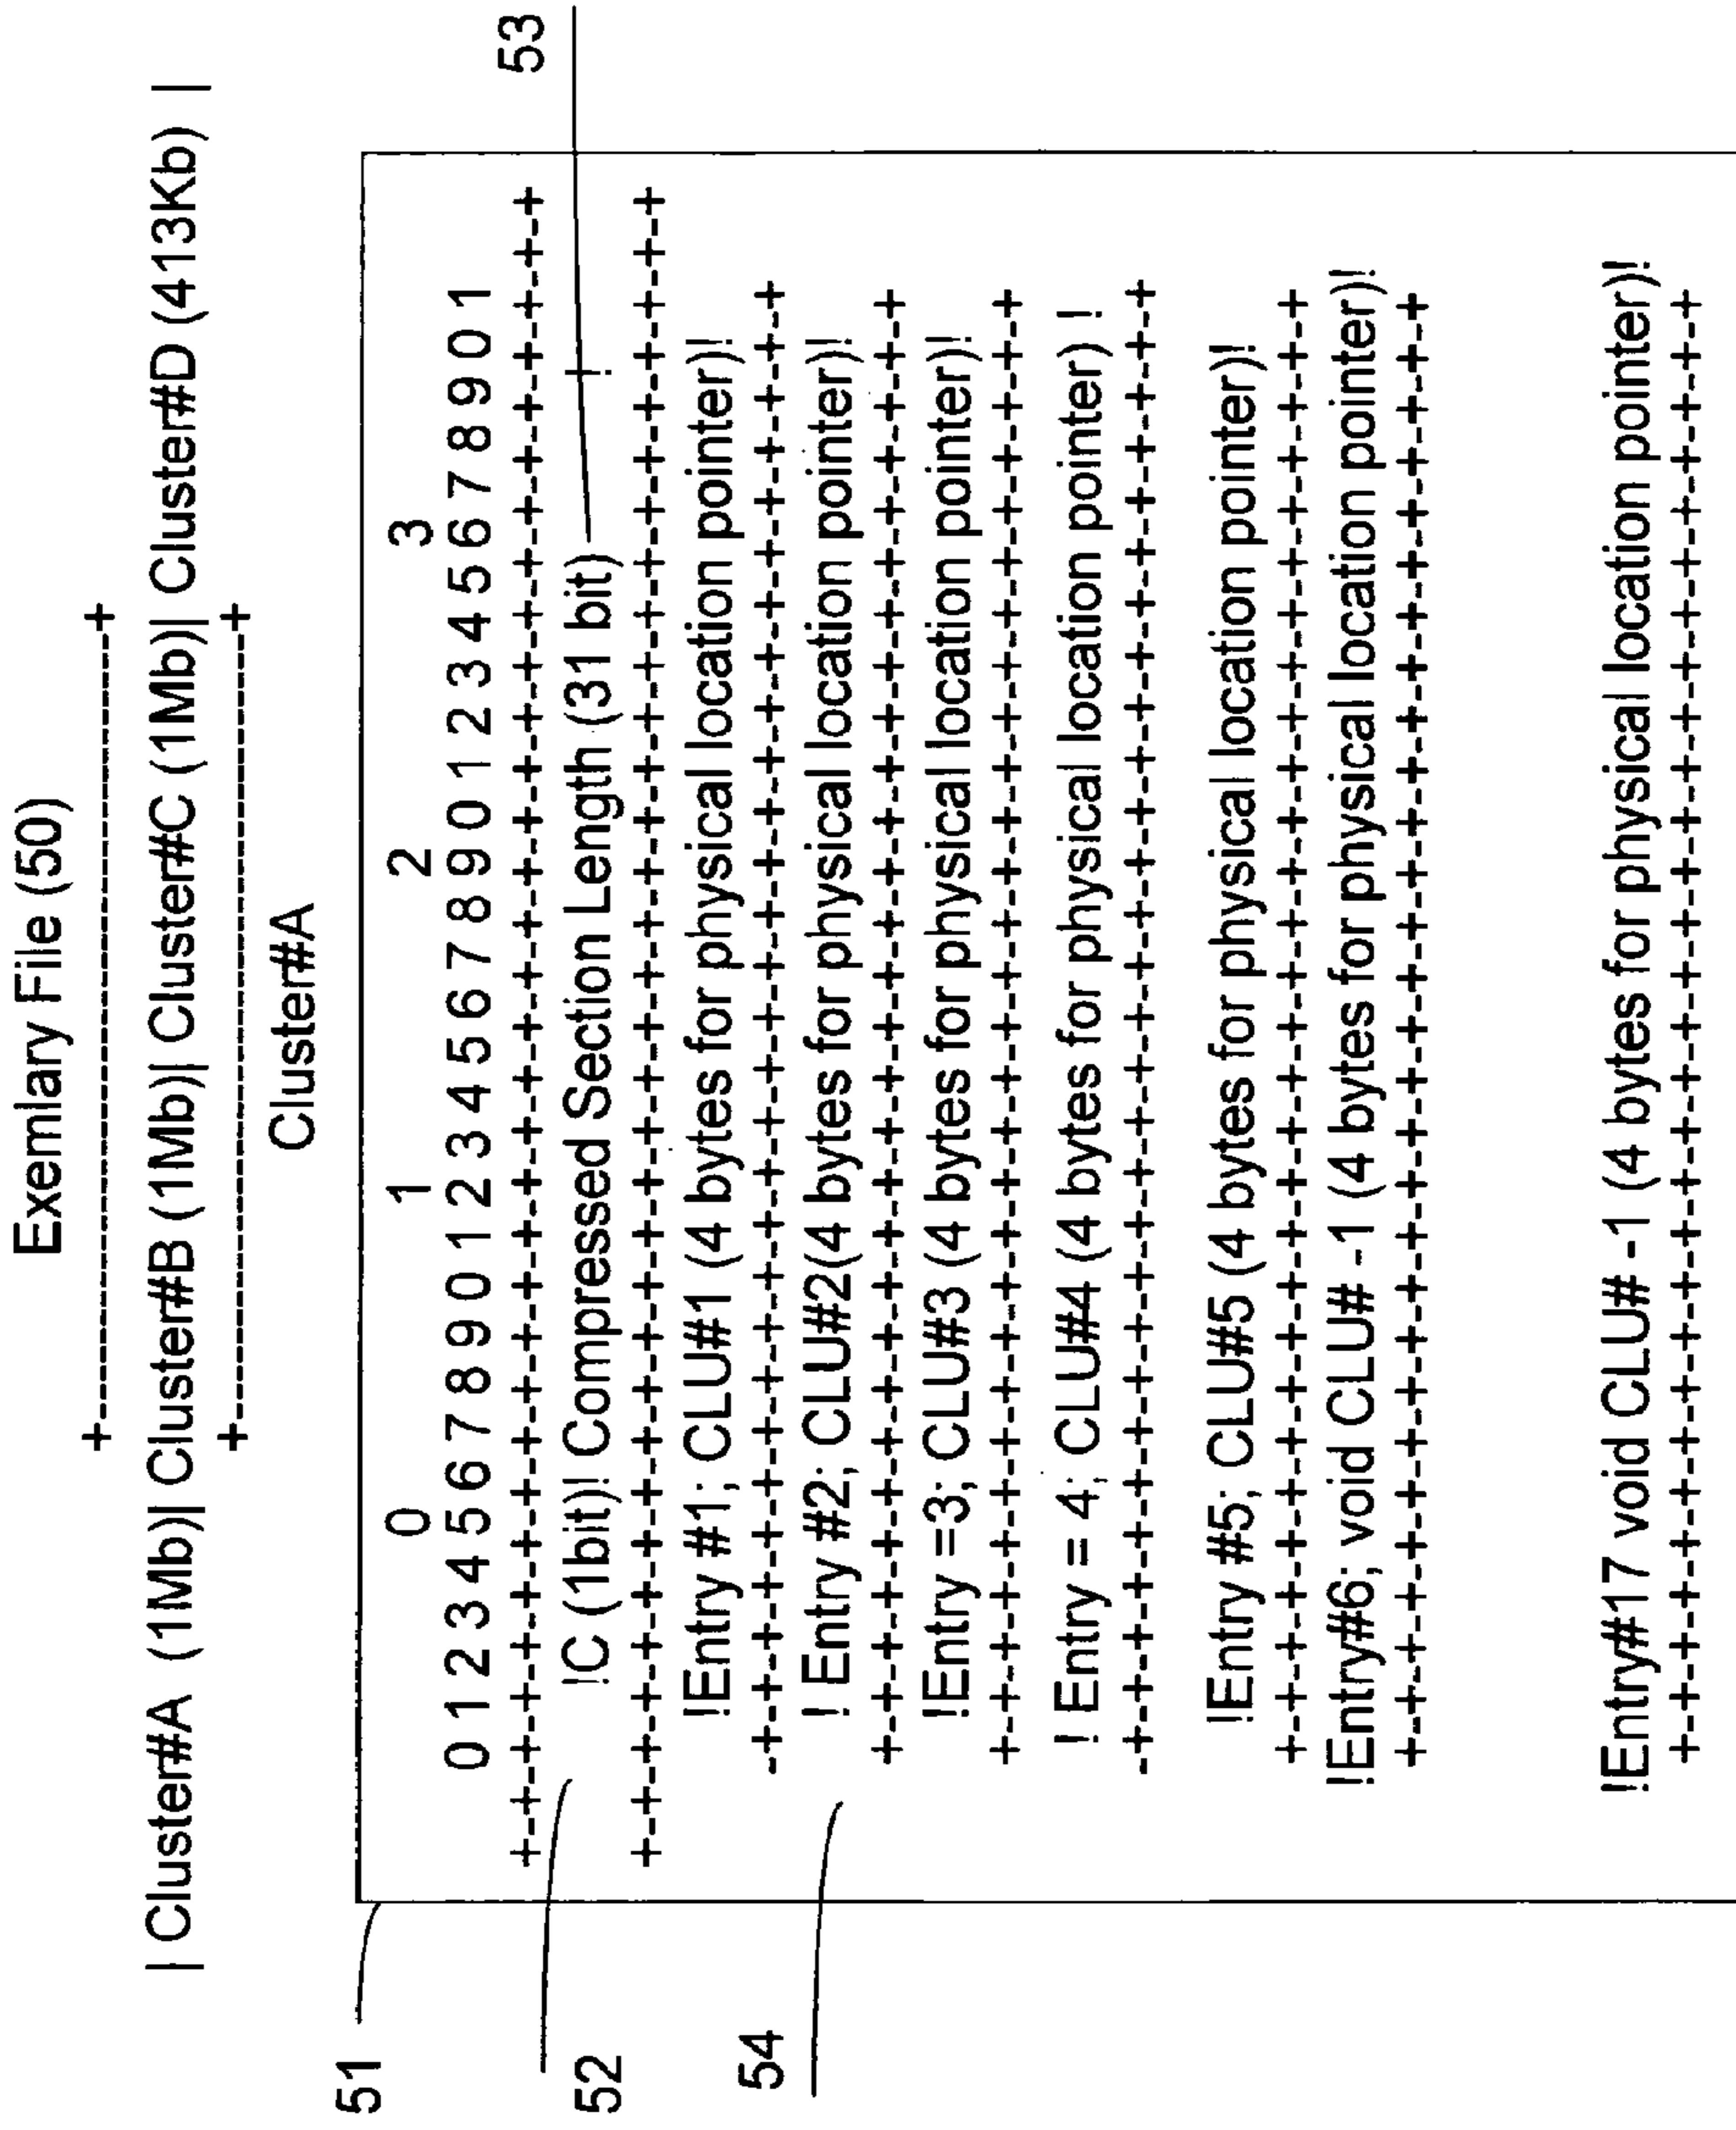 Exemlary File (50)
+-----------------------------------------+
| Cluster#A (1Mb)| Cluster#B (1Mb)| Cluster#C (1Mb)| Cluster#D (413Kb) |
+-----------------------------------------+
Cluster#A
51
0 1 2 3
0 1 2 3 4 5 6 7 8 9 0 1 2 3 4 5 6 7 8 9 0 1 2 3 4 5 6 7 8 9 0 1
+-+-+-+-+-+-+-+-+-+-+-+-+-+-+-+-+-+-+-+-+-+-+-+-+-+-+-+-+-+-+-+-+
52
!C (1bit)! Compressed Section Length (31 bit) !
53
+-+-+-+-+-+-+-+-+-+-+-+-+-+-+-+-+-+-+-+-+-+-+-+-+-+-+-+-+-+-+-+-+
!Entry #1; CLU#1 (4 bytes for physical location pointer)!
-+-+-+-+-+-+-+-+-+-+-+-+-+-+-+-+-+-+-+-+-+-+-+-+-+-+-+-+-+
54
! Entry #2; CLU#2(4 bytes for physical location pointer)!
+-+-+-+-+-+-+-+-+-+-+-+-+-+-+-+-+-+-+-+-+-+-+-+-+-+-+-+-+-+
!Entry =3; CLU#3 (4 bytes for physical location pointer)!
+-+-+-+-+-+-+-+-+-+-+-+-+-+-+-+-+-+-+-+-+-+-+-+-+-+-+-+-+-+
! Entry = 4; CLU#4 (4 bytes for physical location pointer) !
-+-+-+-+-+-+-+-+-+-+-+-+-+-+-+-+-+-+-+-+-+-+-+-+-+-+-+-+-+
!Entry #5; CLU#5 (4 bytes for physical location pointer)!
+-+-+-+-+-+-+-+-+-+-+-+-+-+-+-+-+-+-+-+-+-+-+-+-+-+-+-+-+-+
!Entry#6; void CLU# -1 (4 bytes for physical location pointer)!
+-+-+-+-+-+-+-+-+-+-+-+-+-+-+-+-+-+-+-+-+-+-+-+-+-+-+-+-+-+
!Entry#17 void CLU# -1 (4 bytes for physical location pointer)!
+-+-+-+-+-+-+-+-+-+-+-+-+-+-+-+-+-+-+-+-+-+-+-+-+-+-+-+-+-+